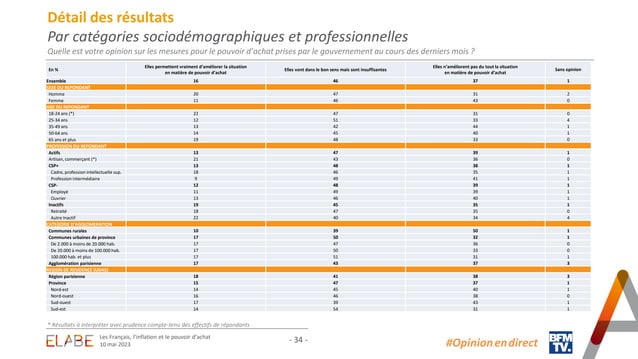 Détail des résultats
Par catégories sociodémographiques et professionnelles
Quelle est votre opinion sur les mesures pour le pouvoir d'achat prises par le gouvernement au cours des derniers mois ?
En % Elles permettent vraiment d'améliorer la situation en matière de pouvoir d'achat Elles vont dans le bon sens mais sont insuffisantes Elles n'améliorent pas du tout la situation en matière de pouvoir d'achat Sans opinion
Ensemble 16 46 37 1
SEXE DU REPONDANT
Homme 20 47 31 2
Femme 11 46 43 0
AGE DU REPONDANT
18-24 ans (*) 22 47 31 0
25-34 ans 12 51 33 4
35-49 ans 13 42 44 1
50-64 ans 14 45 40 1
65 ans et plus 19 48 33 0
PROFESSION DU REPONDANT
Actifs 13 47 39 1
Artisan, commerçant (*) 21 43 36 0
CSP+ 13 48 38 1
Cadre, profession intellectuelle sup. 18 46 35 1
Profession intermédiaire 9 49 41 1
CSP- 12 48 39 1
Employé 11 49 39 1
Ouvrier 13 46 40 1
Inactifs 19 45 35 1
Retraité 18 47 35 0
Autre inactif 22 40 34 4
CATEGORIE D'AGGLOMERATION
Communes rurales 10 39 50 1
Communes urbaines de province 17 50 32 1
De 2.000 à moins de 20.000 hab. 17 47 36 0
De 20.000 à moins de 100.000 hab. 17 50 33 0
100.000 hab. et plus 17 51 31 1
Agglomération parisienne 17 43 37 3
REGION DE RESIDENCE (UDA5)
Région parisienne 18 41 38 3
Province 15 47 37 1
Nord-est 14 45 40 1
Nord-ouest 16 46 38 0
Sud-ouest 17 39 43 1
Sud-est 14 54 31 1
* Résultats à interpréter avec prudence compte-tenu des effectifs de répondants
ELABE
Les Français, l'inflation et le pouvoir d'achat
10 mai 2023
- 34 -
#Opinion en direct
BFM
TV.